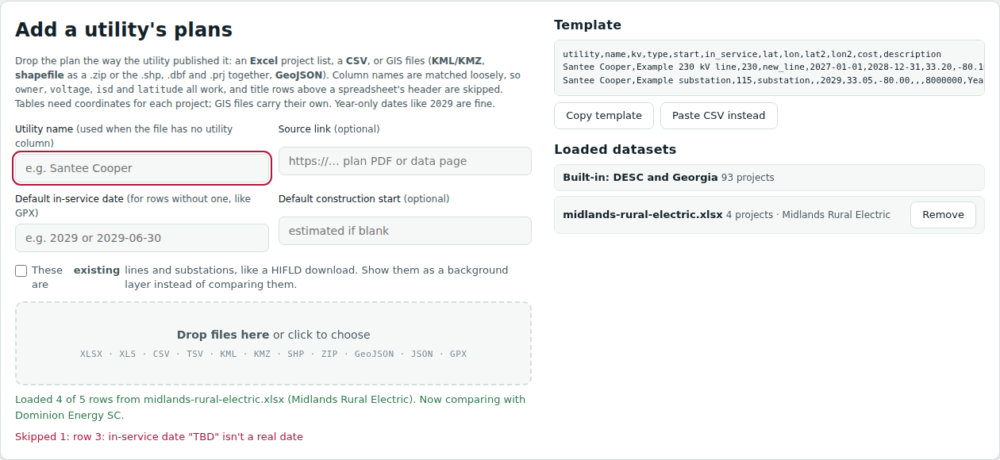 Add a utility's plans
Drop the plan the way the utility published it: an Excel project list, a CSV, or GIS files (KML/KMZ,
shapefile as a .zip or the .shp, .dbf and .prj together, GeoJSON). Column names are matched loosely, so
owner, voltage, isd and latitude all work, and title rows above a spreadsheet's header are skipped.
Tables need coordinates for each project; GIS files carry their own. Year-only dates like 2029 are fine.
Utility name (used when the file has no utility
column)
e.g. Santee Cooper
Source link (optional)
https://… plan PDF or data page
Default in-service date (for rows without one, like
GPX)
e.g. 2029 or 2029-06-30
Default construction start (optional)
estimated if blank
These are existing lines and substations, like a HIFLD download. Show them as a background
layer instead of comparing them.
Drop files here or click to choose
XLSX · XLS · CSV · TSV · KML · KMZ · SHP · ZIP · GeoJSON · JSON · GPX
Loaded 4 of 5 rows from midlands-rural-electric.xlsx (Midlands Rural Electric). Now comparing with
Dominion Energy SC.
Skipped 1: row 3: in-service date "TBD" isn't a real date
Template
utility,name,kv,type,start,in_service,lat,lon,lat2,lon2,cost,description
Santee Cooper,Example 230 kV line,230,new_line,2027-01-01,2028-12-31,33.20,-80.1
Santee Cooper,Example substation,115,substation,,2029,33.05,-80.00,,,8000000,Yea
Copy template
Paste CSV instead
Loaded datasets
Built-in: DESC and Georgia 93 projects
midlands-rural-electric.xlsx 4 projects · Midlands Rural Electric
Remove